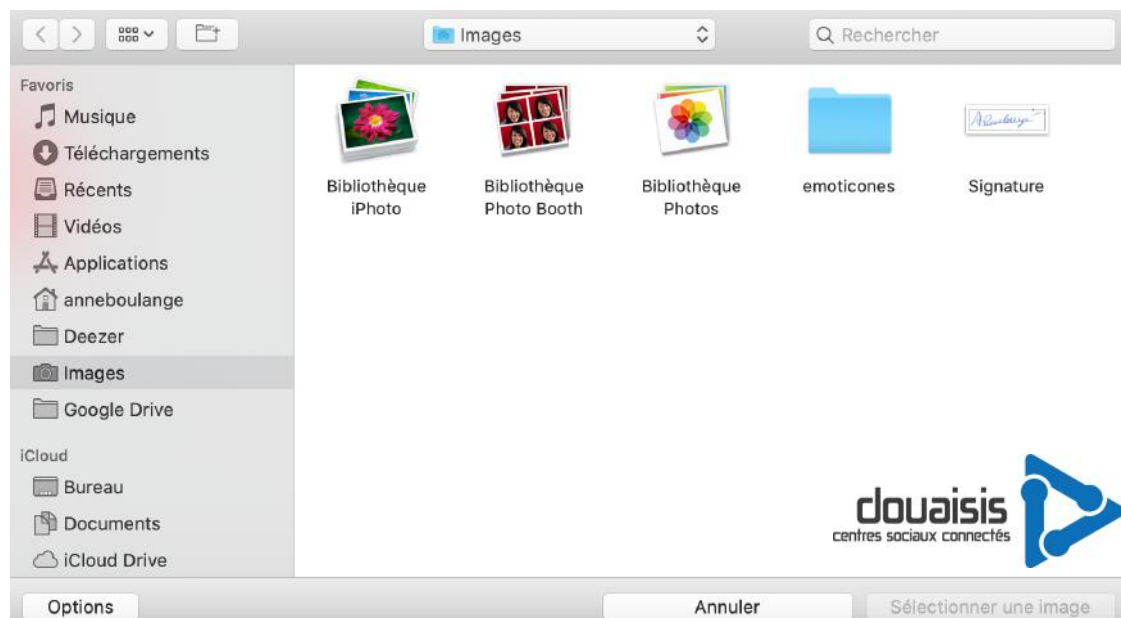 Images
Rechercher
Favoris
Musique
Téléchargements
Récents
Vidéos
Applications
anneboulange
Deezer
Images
Google Drive
iCloud
Bureau
Documents
iCloud Drive
Bibliothèque
iPhoto
Bibliothèque
Photo Booth
Bibliothèque
Photos
emoticones
Signature
douaisis
centres sociaux connectés
Options
Annuler
Sélectionner une image